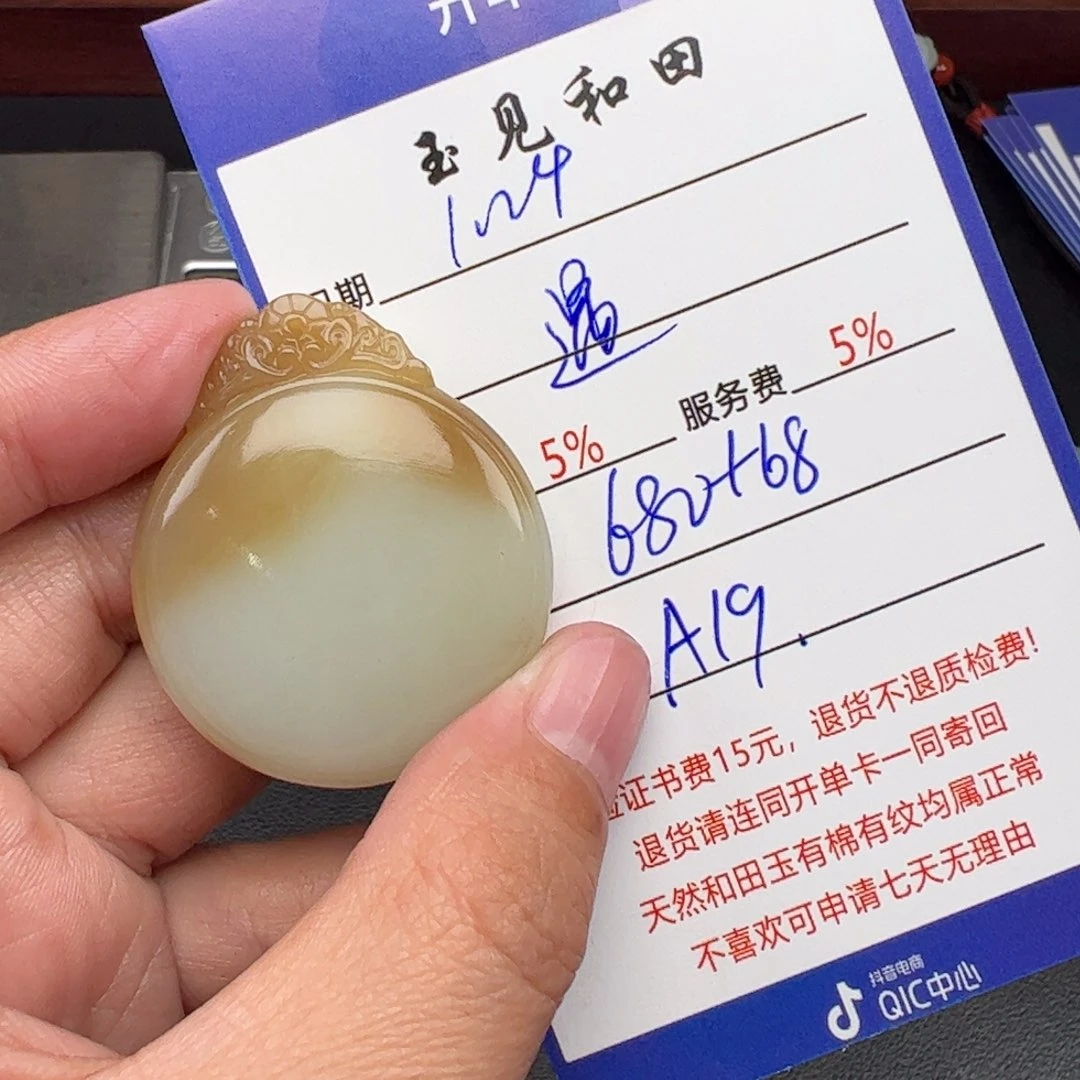 玉见和田
124
日期
遇
5% 服务费 5%
680+68
A19.
验证书费15元，退货不退质检费！
退货请连同开单卡一同寄回
天然和田玉有棉有纹均属正常
不喜欢可申请七天无理由
抖音电商
QIC中心